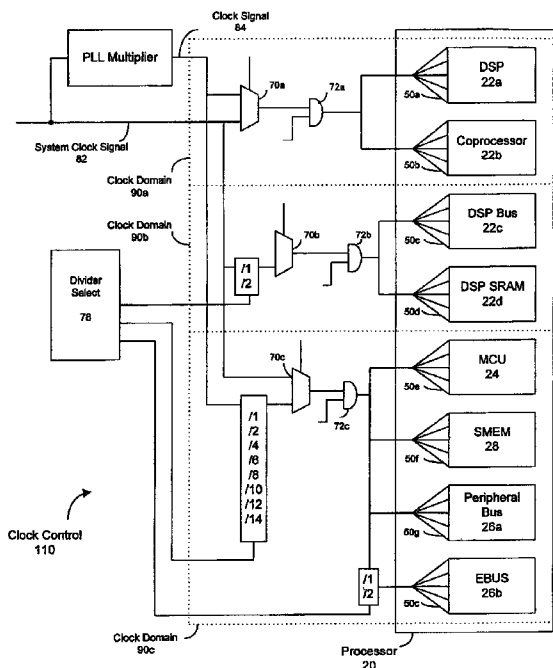 Clock Signal
84
PLL Multiplier
70a
72a
50a
DSP
22a
System Clock Signal
82
50b
Coprocessor
22b
Clock Domain
90a
Clock Domain
90b
70b
72b
50c
DSP Bus
22c
Divider
Select
78
/1
/2
50d
DSP SRAM
22d
70c
72c
50e
MCU
24
/1
/2
/4
/6
/8
/10
/12
/14
50f
SMEM
28
Clock Control
110
50g
Peripheral
Bus
26a
/1
/2
50c
EBUS
26b
Clock Domain
90c
Processor
20